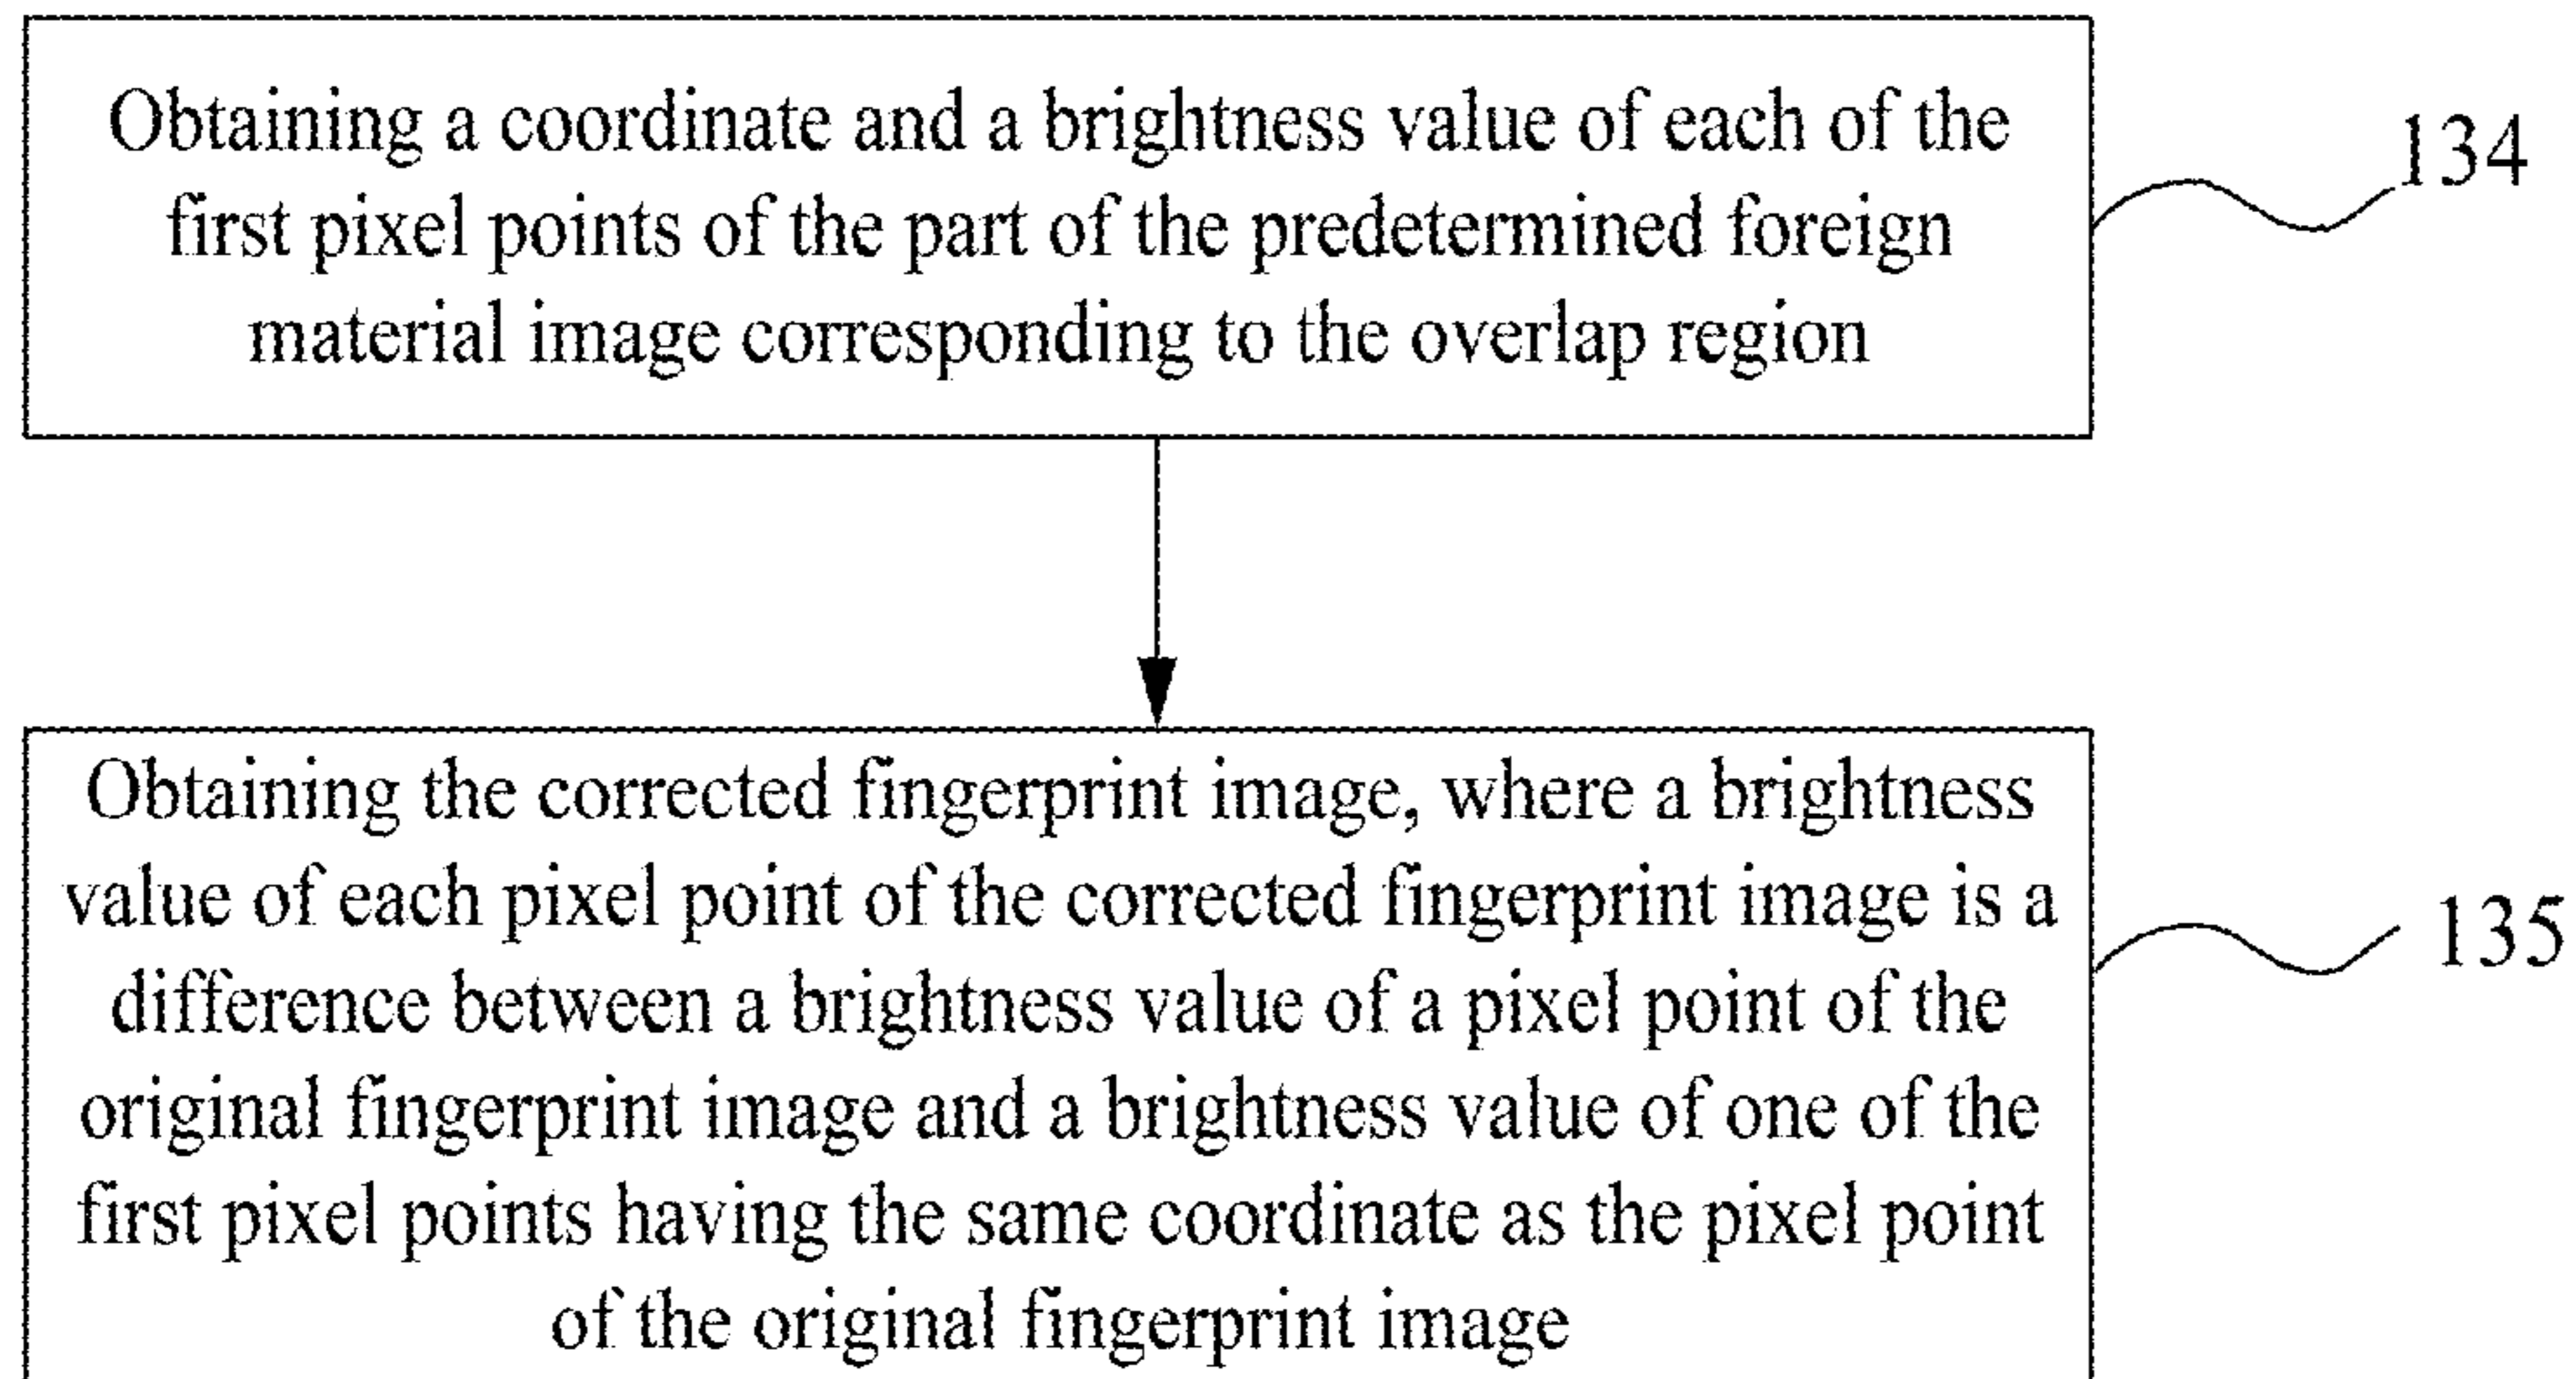 Obtaining a coordinate and a brightness value of each of the
first pixel points of the part of the predetermined foreign
material image corresponding to the overlap region
134
Obtaining the corrected fingerprint image, where a brightness
value of each pixel point of the corrected fingerprint image is a
difference between a brightness value of a pixel point of the
original fingerprint image and a brightness value of one of the
first pixel points having the same coordinate as the pixel point
of the original fingerprint image
135